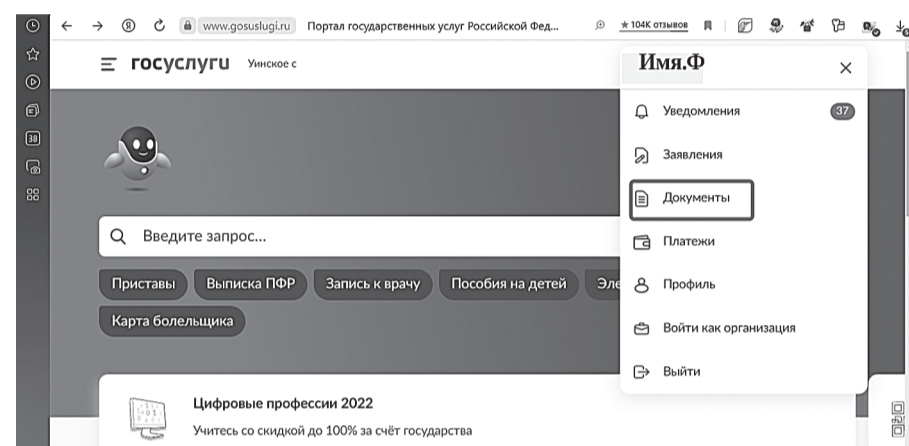 www.gosuslugi.ru Портал государственных услуг Российской Фед... ★ 104K отзывов
госуслуги Уинское с
Имя.Ф
Уведомления 37
Заявления
Документы
Платежи
Профиль
Войти как организация
Выйти
38
Введите запрос...
Приставы Выписка ПФР Запись к врачу Пособия на детей Эле
Карта болельщика
Цифровые профессии 2022
Учитесь со скидкой до 100% за счёт государства